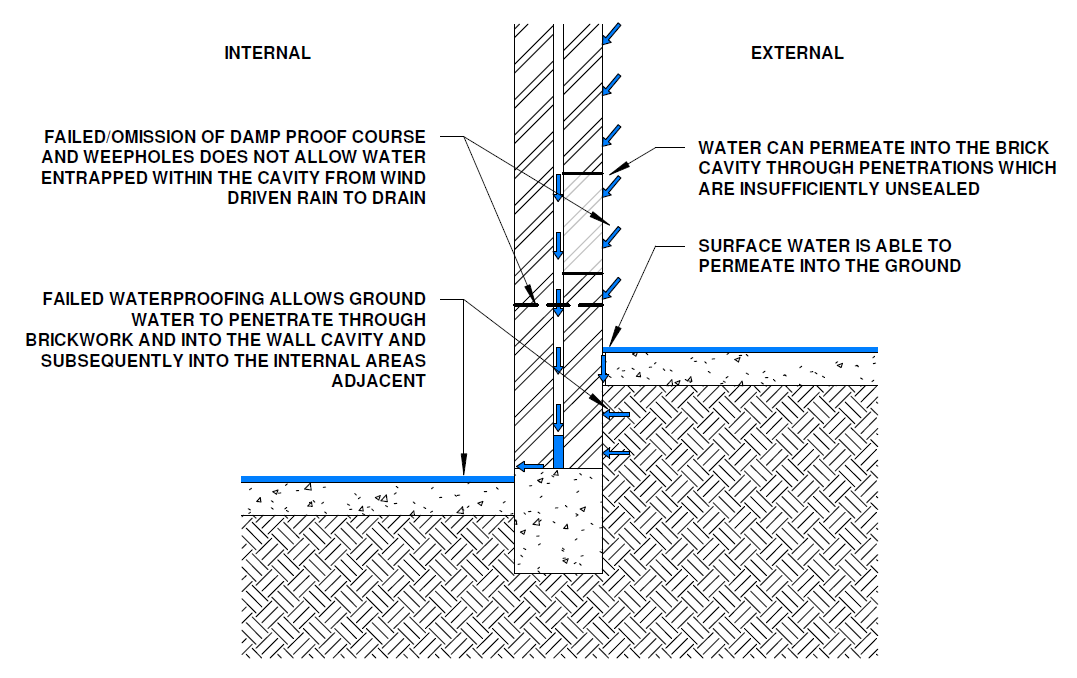 INTERNAL
EXTERNAL
FAILED/OMISSION OF DAMP PROOF COURSE
AND WEEPHOLES DOES NOT ALLOW WATER
ENTRAPPED WITHIN THE CAVITY FROM WIND
DRIVEN RAIN TO DRAIN
WATER CAN PERMEATE INTO THE BRICK
CAVITY THROUGH PENETRATIONS WHICH
ARE INSUFFICIENTLY UNSEALED
SURFACE WATER IS ABLE TO
PERMEATE INTO THE GROUND
FAILED WATERPROOFING ALLOWS GROUND
WATER TO PENETRATE THROUGH
BRICKWORK AND INTO THE WALL CAVITY AND
SUBSEQUENTLY INTO THE INTERNAL AREAS
ADJACENT